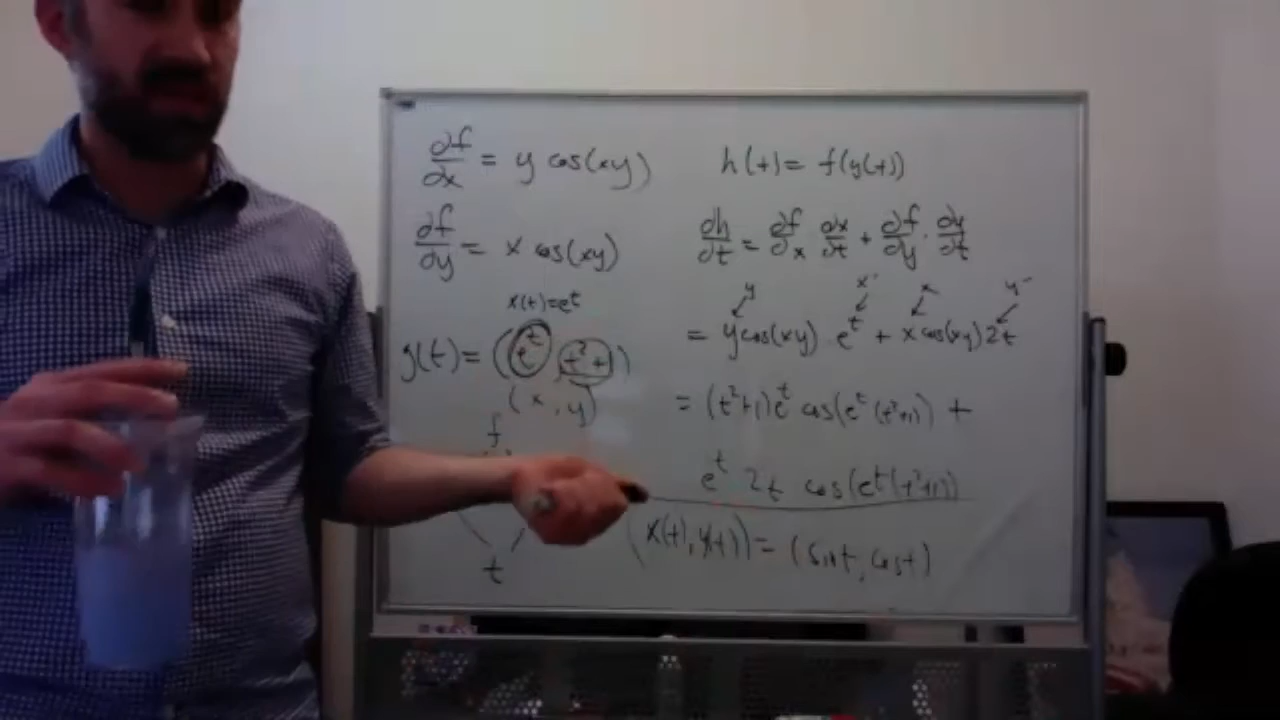 ∂f/∂x = y cos(xy)
∂f/∂y = x cos(xy)
x(t)=e^t
g(t) = (e^t, t²+1)
(x, y)
f
t
h(t) = f(g(t))
dh/dt = ∂f/∂x dx/dt + ∂f/∂y · dy/dt
y x' x y'
= y cos(xy) · e^t + x cos(xy) 2t
= (t²+1)e^t cos(e^t (t²+1)) +
e^t 2t cos(e^t(t²+1))
(x(t), y(t)) = (sin t, cos t)